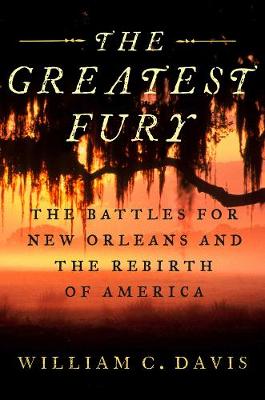 THE
GREATEST
FURY
THE BATTLES FOR
NEW ORLEANS AND
THE REBIRTH
OF AMERICA
WILLIAM C. DAVIS